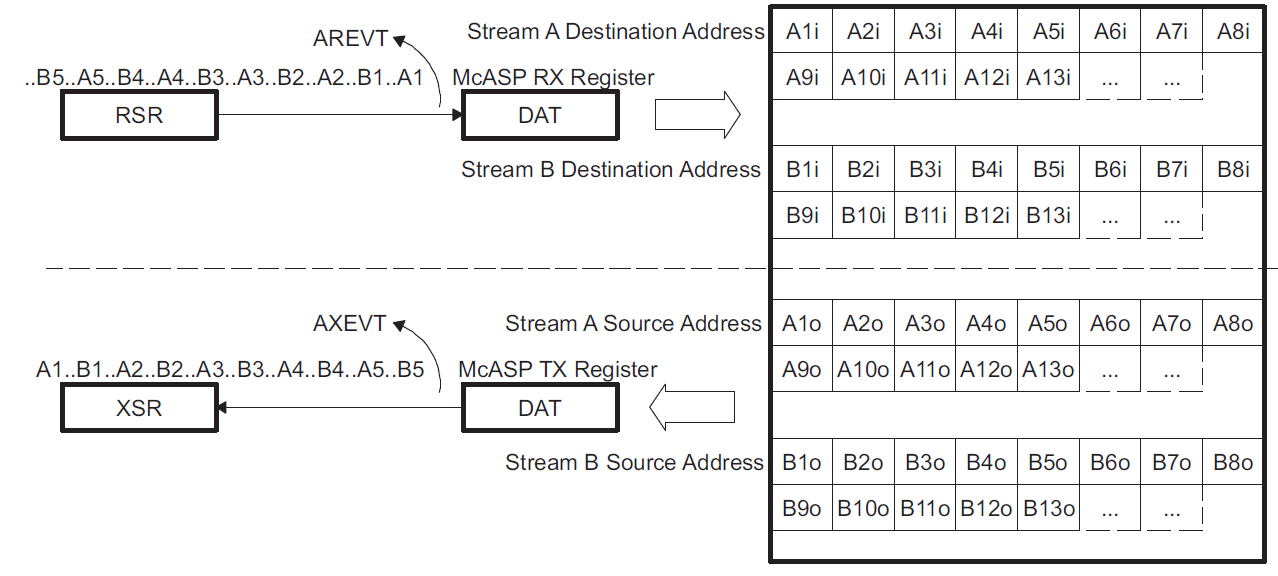 Stream A Destination Address A1i A2i A3i A4i A5i A6i A7i A8i
AREVT
..B5..A5..B4..A4..B3..A3..B2..A2..B1..A1 McASP RX Register A9i A10i A11i A12i A13i ... ...
RSR DAT
Stream B Destination Address B1i B2i B3i B4i B5i B6i B7i B8i
B9i B10i B11i B12i B13i ... ...
AXEVT Stream A Source Address A1o A2o A3o A4o A5o A6o A7o A8o
A1..B1..A2..B2..A3..B3..A4..B4..A5..B5 McASP TX Register A9o A10o A11o A12o A13o ... ...
XSR DAT
Stream B Source Address B1o B2o B3o B4o B5o B6o B7o B8o
B9o B10o B11o B12o B13o ... ...